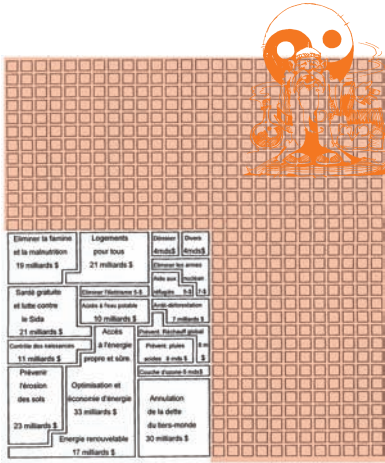 Eliminer la famine
et la malnutrition
19 milliards $
Logements
pour tous
21 milliards $
Déminer
4mds$
Divers
4mds$
Eliminer les armes
nucléair
7-$
Aide aux
réfugiés 5-$
Santé gratuite
et lutte contre
le Sida
21 milliards $
Eliminer l'illettrisme 5-$
Accès à l'eau potable
10 milliards $
Anti-déforestation
7 milliards $
Contrôle des naissances
11 milliards $
Accès
à l'énergie
propre et sûre
Prévent. Réchauff global
8 m
$
Prévent. pluies
acides 8 mds $
Couche d'ozone-5 mds$
Prévenir
l'érosion
des sols
23 milliards $
Optimisation et
économie d'énergie
33 milliards $
Annulation
de la dette
du tiers-monde
30 milliards $
Energie renouvelable
17 milliards $